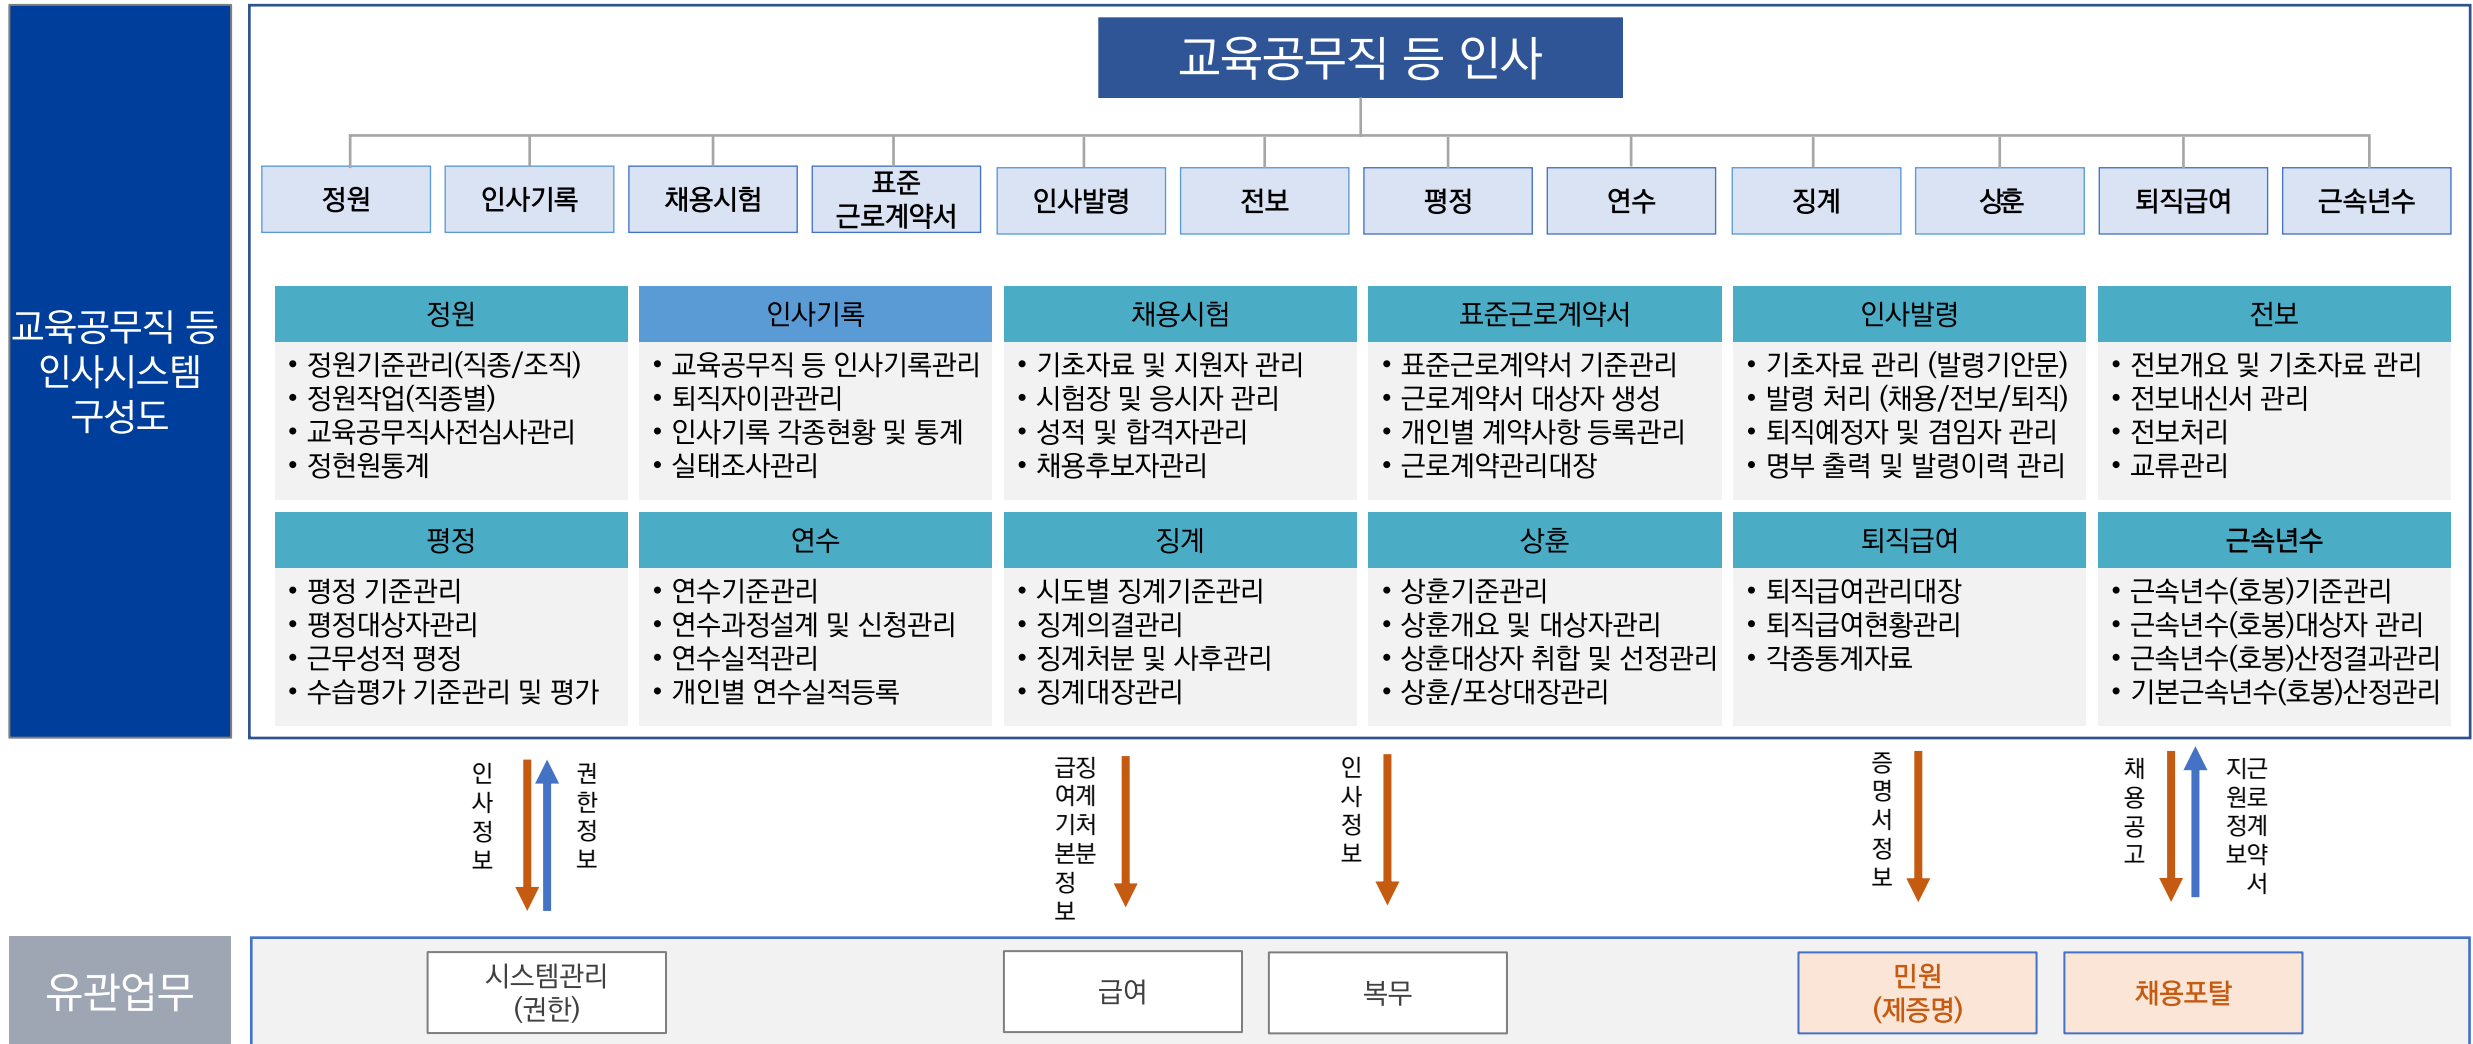 교육공무직 등 인사
교육공무직 등
인사시스템
구성도
정원
인사기록
채용시험
표준
근로계약서
인사발령
전보
평정
연수
징계
상훈
퇴직급여
근속년수
정원
• 정원기준관리(직종/조직)
• 정원작업(직종별)
• 교육공무직사전심사관리
• 정현원통계
인사기록
• 교육공무직 등 인사기록관리
• 퇴직자이관관리
• 인사기록 각종현황 및 통계
• 실태조사관리
채용시험
• 기초자료 및 지원자 관리
• 시험장 및 응시자 관리
• 성적 및 합격자관리
• 채용후보자관리
표준근로계약서
• 표준근로계약서 기준관리
• 근로계약서 대상자 생성
• 개인별 계약사항 등록관리
• 근로계약관리대장
인사발령
• 기초자료 관리 (발령기안문)
• 발령 처리 (채용/전보/퇴직)
• 퇴직예정자 및 겸임자 관리
• 명부 출력 및 발령이력 관리
전보
• 전보개요 및 기초자료 관리
• 전보내신서 관리
• 전보처리
• 교류관리
평정
• 평정 기준관리
• 평정대상자관리
• 근무성적 평정
• 수습평가 기준관리 및 평가
연수
• 연수기준관리
• 연수과정설계 및 신청관리
• 연수실적관리
• 개인별 연수실적등록
징계
• 시도별 징계기준관리
• 징계의결관리
• 징계처분 및 사후관리
• 징계대장관리
상훈
• 상훈기준관리
• 상훈개요 및 대상자관리
• 상훈대상자 취합 및 선정관리
• 상훈/포상대장관리
퇴직급여
• 퇴직급여관리대장
• 퇴직급여현황관리
• 각종통계자료
근속년수
• 근속년수(호봉)기준관리
• 근속년수(호봉)대상자 관리
• 근속년수(호봉)산정결과관리
• 기본근속년수(호봉)산정관리
인사정보
권한정보
급여기본정보
징계처분
인사정보
증명서정보
채용공고
지원정보
근로계약서
유관업무
시스템관리
(권한)
급여
복무
민원
(제증명)
채용포탈